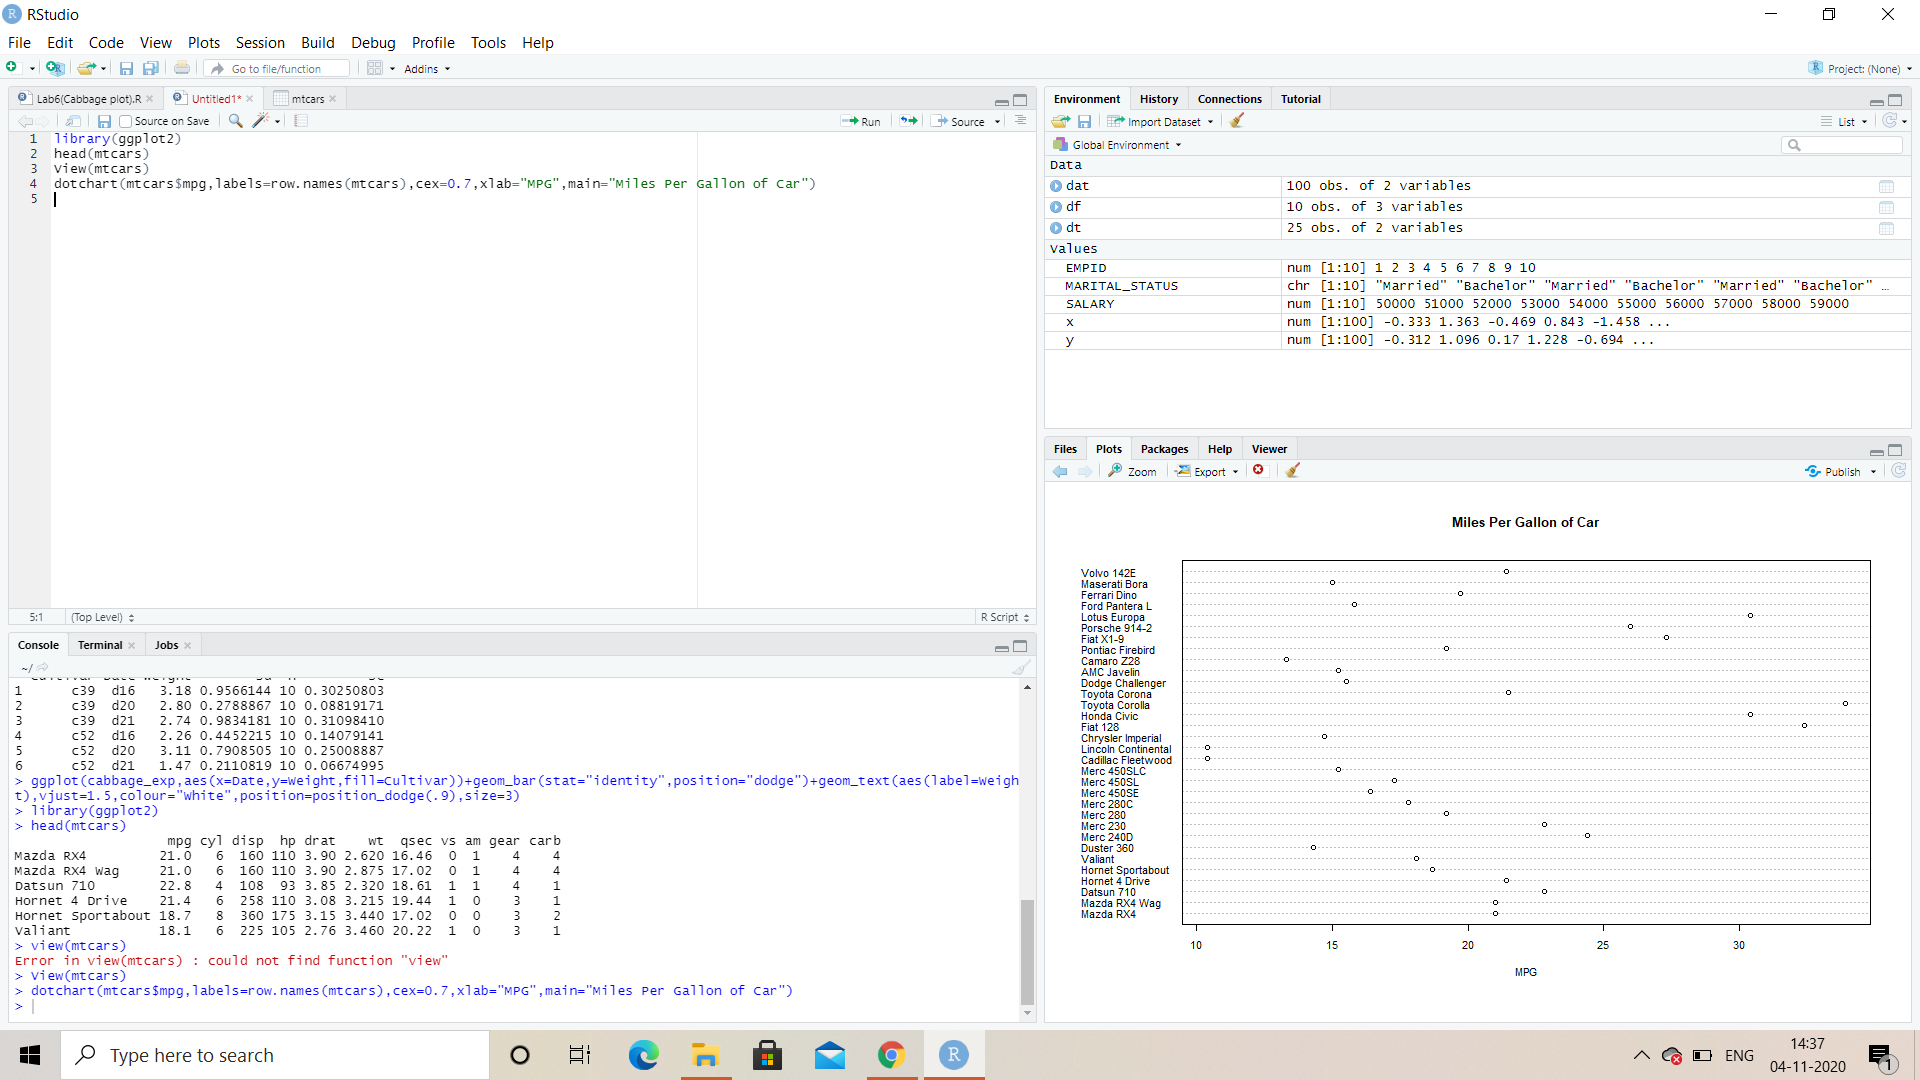 RStudio
File Edit Code View Plots Session Build Debug Profile Tools Help
Go to file/function Addins Project: (None)
Lab6(Cabbage plot).R Untitled1* mtcars
Source on Save Run Source
1 library(ggplot2)
2 head(mtcars)
3 View(mtcars)
4 dotchart(mtcars$mpg,labels=row.names(mtcars),cex=0.7,xlab="MPG",main="Miles Per Gallon of Car")
5
5:1 (Top Level) R Script
Console Terminal Jobs
~/
1 c39 d16 3.18 0.9566144 10 0.30250803
2 c39 d20 2.80 0.2788867 10 0.08819171
3 c39 d21 2.74 0.9834181 10 0.31098410
4 c52 d16 2.26 0.4452215 10 0.14079141
5 c52 d20 3.11 0.7908505 10 0.25008887
6 c52 d21 1.47 0.2110819 10 0.06674995
> ggplot(cabbage_exp,aes(x=Date,y=Weight,fill=Cultivar))+geom_bar(stat="identity",position="dodge")+geom_text(aes(label=Weigh
t),vjust=1.5,colour="White",position=position_dodge(.9),size=3)
> library(ggplot2)
> head(mtcars)
mpg cyl disp hp drat wt qsec vs am gear carb
Mazda RX4 21.0 6 160 110 3.90 2.620 16.46 0 1 4 4
Mazda RX4 Wag 21.0 6 160 110 3.90 2.875 17.02 0 1 4 4
Datsun 710 22.8 4 108 93 3.85 2.320 18.61 1 1 4 1
Hornet 4 Drive 21.4 6 258 110 3.08 3.215 19.44 1 0 3 1
Hornet Sportabout 18.7 8 360 175 3.15 3.440 17.02 0 0 3 2
Valiant 18.1 6 225 105 2.76 3.460 20.22 1 0 3 1
> view(mtcars)
Error in view(mtcars) : could not find function "view"
> View(mtcars)
> dotchart(mtcars$mpg,labels=row.names(mtcars),cex=0.7,xlab="MPG",main="Miles Per Gallon of Car")
>
Environment History Connections Tutorial
Import Dataset List
Global Environment
Data
dat 100 obs. of 2 variables
df 10 obs. of 3 variables
dt 25 obs. of 2 variables
Values
EMPID num [1:10] 1 2 3 4 5 6 7 8 9 10
MARITAL_STATUS chr [1:10] "Married" "Bachelor" "Married" "Bachelor" "Married" "Bachelor" …
SALARY num [1:10] 50000 51000 52000 53000 54000 55000 56000 57000 58000 59000
x num [1:100] -0.333 1.363 -0.469 0.843 -1.458 ...
y num [1:100] -0.312 1.096 0.17 1.228 -0.694 ...
Files Plots Packages Help Viewer
Zoom Export Publish
Miles Per Gallon of Car
Volvo 142E
Maserati Bora
Ferrari Dino
Ford Pantera L
Lotus Europa
Porsche 914-2
Fiat X1-9
Pontiac Firebird
Camaro Z28
AMC Javelin
Dodge Challenger
Toyota Corona
Toyota Corolla
Honda Civic
Fiat 128
Chrysler Imperial
Lincoln Continental
Cadillac Fleetwood
Merc 450SLC
Merc 450SL
Merc 450SE
Merc 280C
Merc 280
Merc 230
Merc 240D
Duster 360
Valiant
Hornet Sportabout
Hornet 4 Drive
Datsun 710
Mazda RX4 Wag
Mazda RX4
10 15 20 25 30
MPG
Type here to search
ENG
14:37
04-11-2020
1